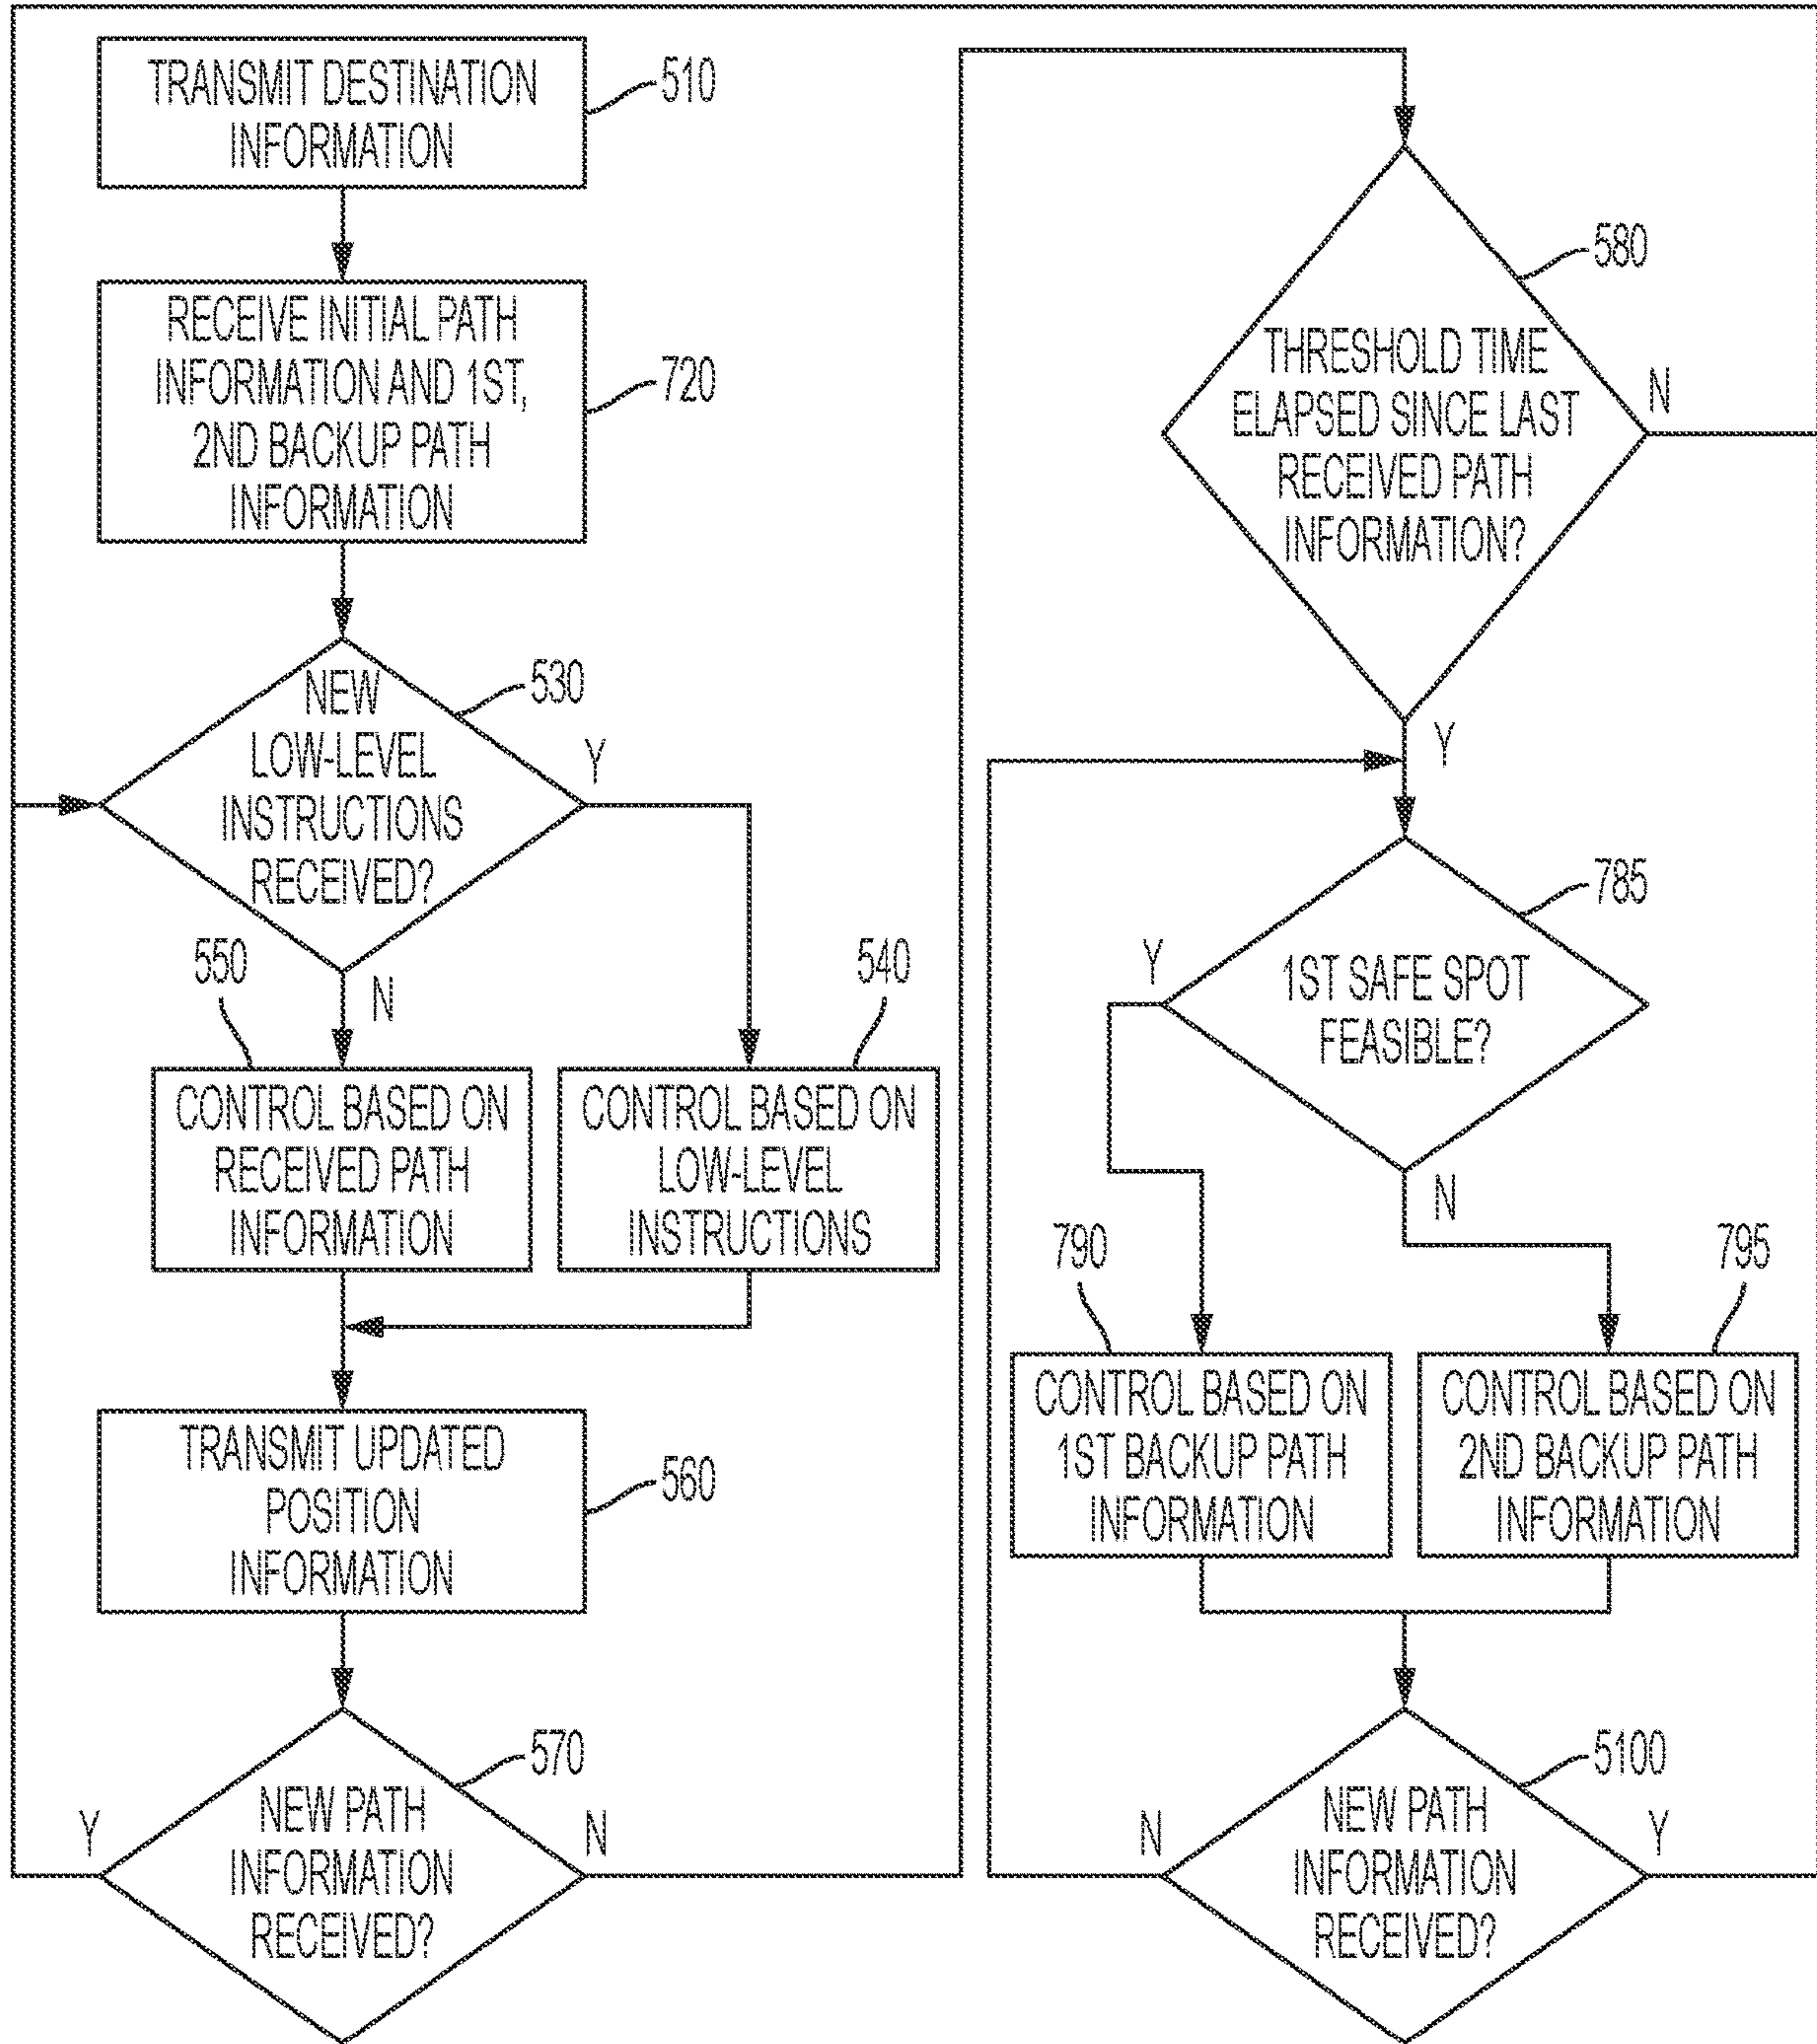 TRANSMIT DESTINATION
INFORMATION
510
RECEIVE INITIAL PATH
INFORMATION AND 1ST,
2ND BACKUP PATH
INFORMATION
720
NEW
LOW-LEVEL
INSTRUCTIONS
RECEIVED?
530
Y
N
550
540
CONTROL BASED ON
RECEIVED PATH
INFORMATION
CONTROL BASED ON
LOW-LEVEL
INSTRUCTIONS
TRANSMIT UPDATED
POSITION
INFORMATION
560
570
Y
NEW PATH
INFORMATION
RECEIVED?
N
580
THRESHOLD TIME
ELAPSED SINCE LAST
RECEIVED PATH
INFORMATION?
N
Y
785
Y
1ST SAFE SPOT
FEASIBLE?
N
790
795
CONTROL BASED ON
1ST BACKUP PATH
INFORMATION
CONTROL BASED ON
2ND BACKUP PATH
INFORMATION
5100
N
NEW PATH
INFORMATION
RECEIVED?
Y